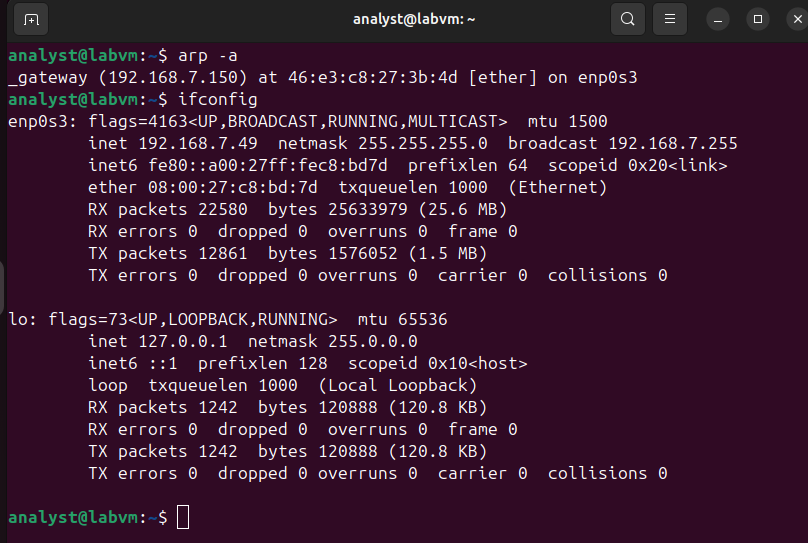 analyst@labvm: ~
analyst@labvm:~$ arp -a
_gateway (192.168.7.150) at 46:e3:c8:27:3b:4d [ether] on enp0s3
analyst@labvm:~$ ifconfig
enp0s3: flags=4163<UP,BROADCAST,RUNNING,MULTICAST>  mtu 1500
        inet 192.168.7.49  netmask 255.255.255.0  broadcast 192.168.7.255
        inet6 fe80::a00:27ff:fec8:bd7d  prefixlen 64  scopeid 0x20<link>
        ether 08:00:27:c8:bd:7d  txqueuelen 1000  (Ethernet)
        RX packets 22580  bytes 25633979 (25.6 MB)
        RX errors 0  dropped 0  overruns 0  frame 0
        TX packets 12861  bytes 1576052 (1.5 MB)
        TX errors 0  dropped 0 overruns 0  carrier 0  collisions 0

lo: flags=73<UP,LOOPBACK,RUNNING>  mtu 65536
        inet 127.0.0.1  netmask 255.0.0.0
        inet6 ::1  prefixlen 128  scopeid 0x10<host>
        loop  txqueuelen 1000  (Local Loopback)
        RX packets 1242  bytes 120888 (120.8 KB)
        RX errors 0  dropped 0  overruns 0  frame 0
        TX packets 1242  bytes 120888 (120.8 KB)
        TX errors 0  dropped 0 overruns 0  carrier 0  collisions 0

analyst@labvm:~$